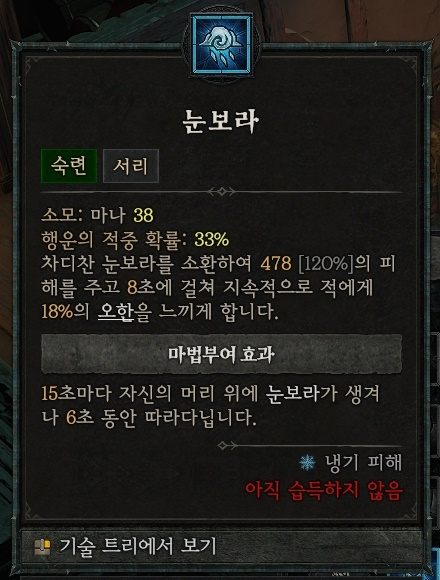 눈보라
숙련 서리
소모: 마나 38
행운의 적중 확률: 33%
차디찬 눈보라를 소환하여 478 [120%]의 피
해를 주고 8초에 걸쳐 지속적으로 적에게
18%의 오한을 느끼게 합니다.
마법부여 효과
15초마다 자신의 머리 위에 눈보라가 생겨
나 6초 동안 따라다닙니다.
냉기 피해
아직 습득하지 않음
기술 트리에서 보기